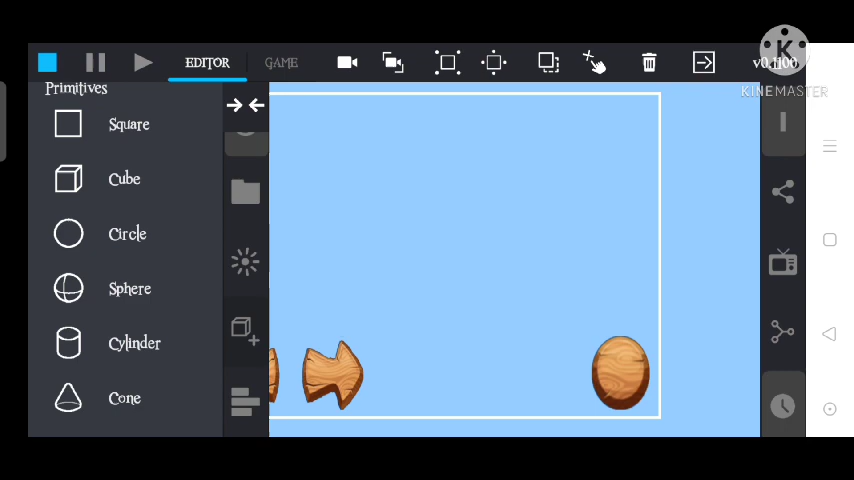 EDITOR
GAME
v0.1100
K
KINEMASTER
Primitives
Square
Cube
Circle
Sphere
Cylinder
Cone